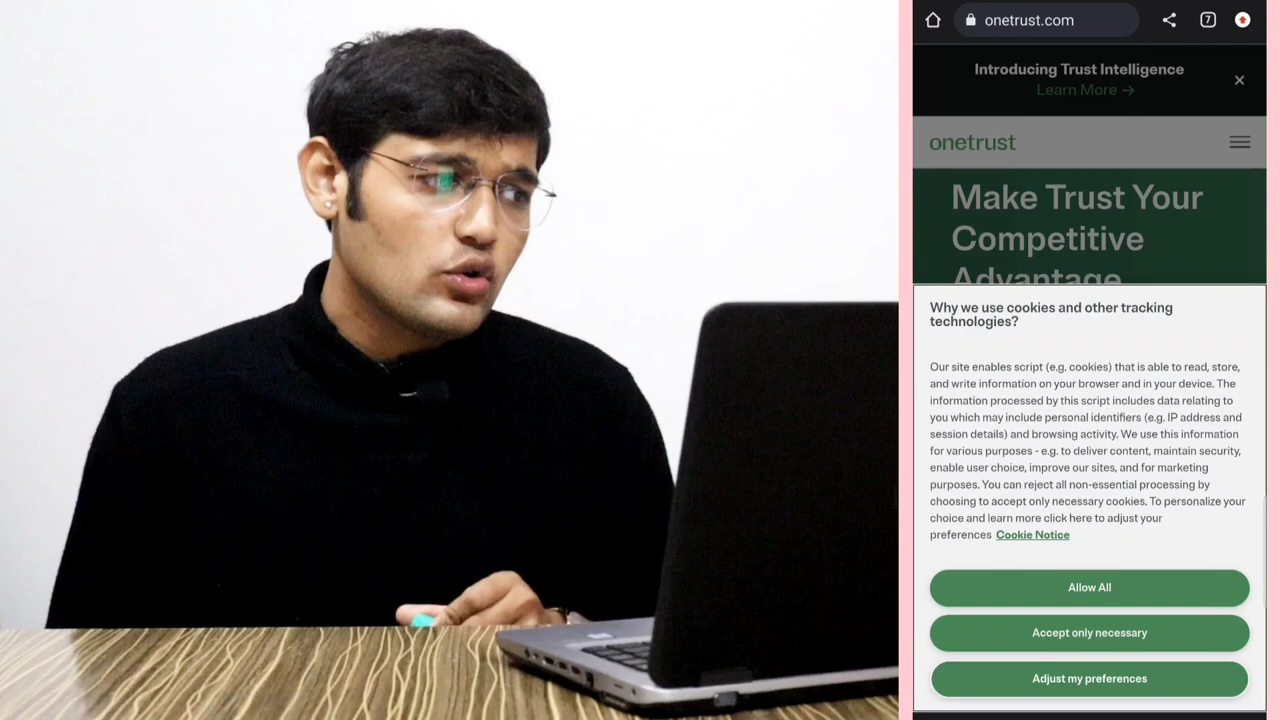 onetrust.com
7
Introducing Trust Intelligence
Learn More →
onetrust
Make Trust Your
Competitive
Advantage
Why we use cookies and other tracking
technologies?
Our site enables script (e.g. cookies) that is able to read, store,
and write information on your browser and in your device. The
information processed by this script includes data relating to
you which may include personal identifiers (e.g. IP address and
session details) and browsing activity. We use this information
for various purposes - e.g. to deliver content, maintain security,
enable user choice, improve our sites, and for marketing
purposes. You can reject all non-essential processing by
choosing to accept only necessary cookies. To personalize your
choice and learn more click here to adjust your
preferences Cookie Notice
Allow All
Accept only necessary
Adjust my preferences